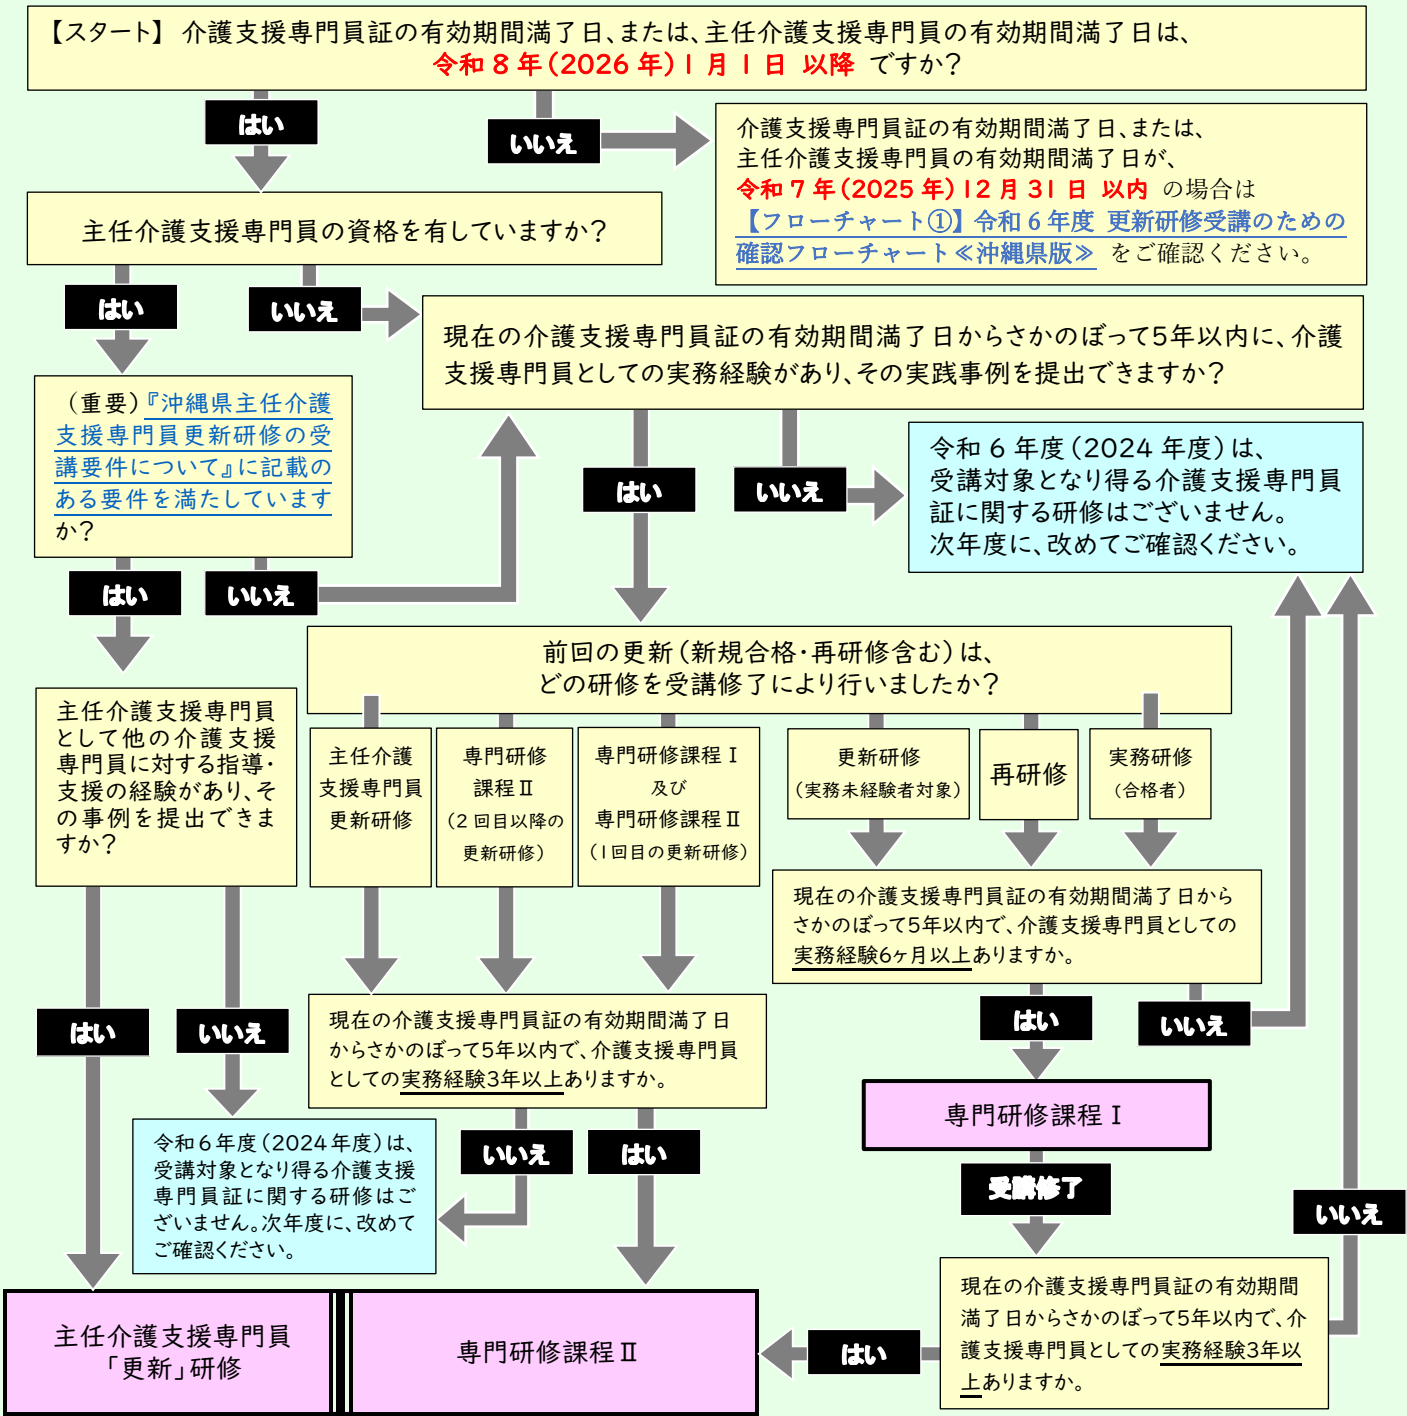 【スタート】 介護支援専門員証の有効期間満了日、または、主任介護支援専門員の有効期間満了日は、
令和8年(2026年)1月1日 以降 ですか?
はい
いいえ
介護支援専門員証の有効期間満了日、または、
主任介護支援専門員の有効期間満了日が、
令和7年(2025年)12月31日 以内 の場合は
【フローチャート①】令和6年度 更新研修受講のための
確認フローチャート≪沖縄県版≫ をご確認ください。
主任介護支援専門員の資格を有していますか?
はい
いいえ
現在の介護支援専門員証の有効期間満了日からさかのぼって5年以内に、介護
支援専門員としての実務経験があり、その実践事例を提出できますか?
(重要)『沖縄県主任介護
支援専門員更新研修の受
講要件について』に記載の
ある要件を満たしています
か?
はい
いいえ
はい
いいえ
令和6年度(2024年度)は、
受講対象となり得る介護支援専門員
証に関する研修はございません。
次年度に、改めてご確認ください。
前回の更新(新規合格・再研修含む)は、
どの研修を受講修了により行いましたか?
主任介護支援専門員
として他の介護支援
専門員に対する指導・
支援の経験があり、そ
の事例を提出できま
すか?
主任介護
支援専門員
更新研修
専門研修
課程Ⅱ
(2回目以降の
更新研修)
専門研修課程Ⅰ
及び
専門研修課程Ⅱ
(1回目の更新研修)
更新研修
(実務未経験者対象)
再研修
実務研修
(合格者)
現在の介護支援専門員証の有効期間満了日から
さかのぼって5年以内で、介護支援専門員としての
実務経験6ヶ月以上ありますか。
はい
いいえ
はい
いいえ
現在の介護支援専門員証の有効期間満了日
からさかのぼって5年以内で、介護支援専門員
としての実務経験3年以上ありますか。
専門研修課程Ⅰ
受講修了
令和6年度(2024年度)は、
受講対象となり得る介護支援
専門員証に関する研修はご
ざいません。次年度に、改めて
ご確認ください。
いいえ
はい
いいえ
現在の介護支援専門員証の有効期間
満了日からさかのぼって5年以内で、介
護支援専門員としての実務経験3年以
上ありますか。
はい
主任介護支援専門員
「更新」研修
専門研修課程Ⅱ